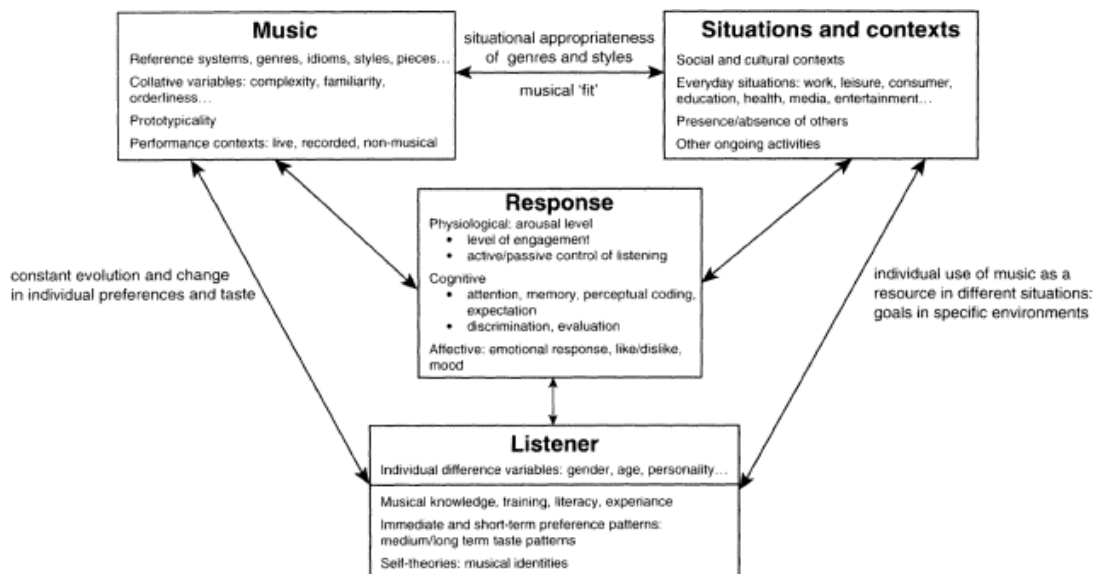 Music
Reference systems, genres, idioms, styles, pieces...
Collative variables: complexity, familiarity,
orderliness...
Prototypicality
Performance contexts: live, recorded, non-musical
situational appropriateness
of genres and styles
musical 'fit'
Situations and contexts
Social and cultural contexts
Everyday situations: work, leisure, consumer,
education, health, media, entertainment...
Presence/absence of others
Other ongoing activities
Response
Physiological: arousal level
• level of engagement
• active/passive control of listening
Cognitive
• attention, memory, perceptual coding,
expectation
• discrimination, evaluation
Affective: emotional response, like/dislike,
mood
constant evolution and change
in individual preferences and taste
individual use of music as a
resource in different situations:
goals in specific environments
Listener
Individual difference variables: gender, age, personality...
Musical knowledge, training, literacy, experiance
Immediate and short-term preference patterns:
medium/long term taste patterns
Self-theories: musical identities